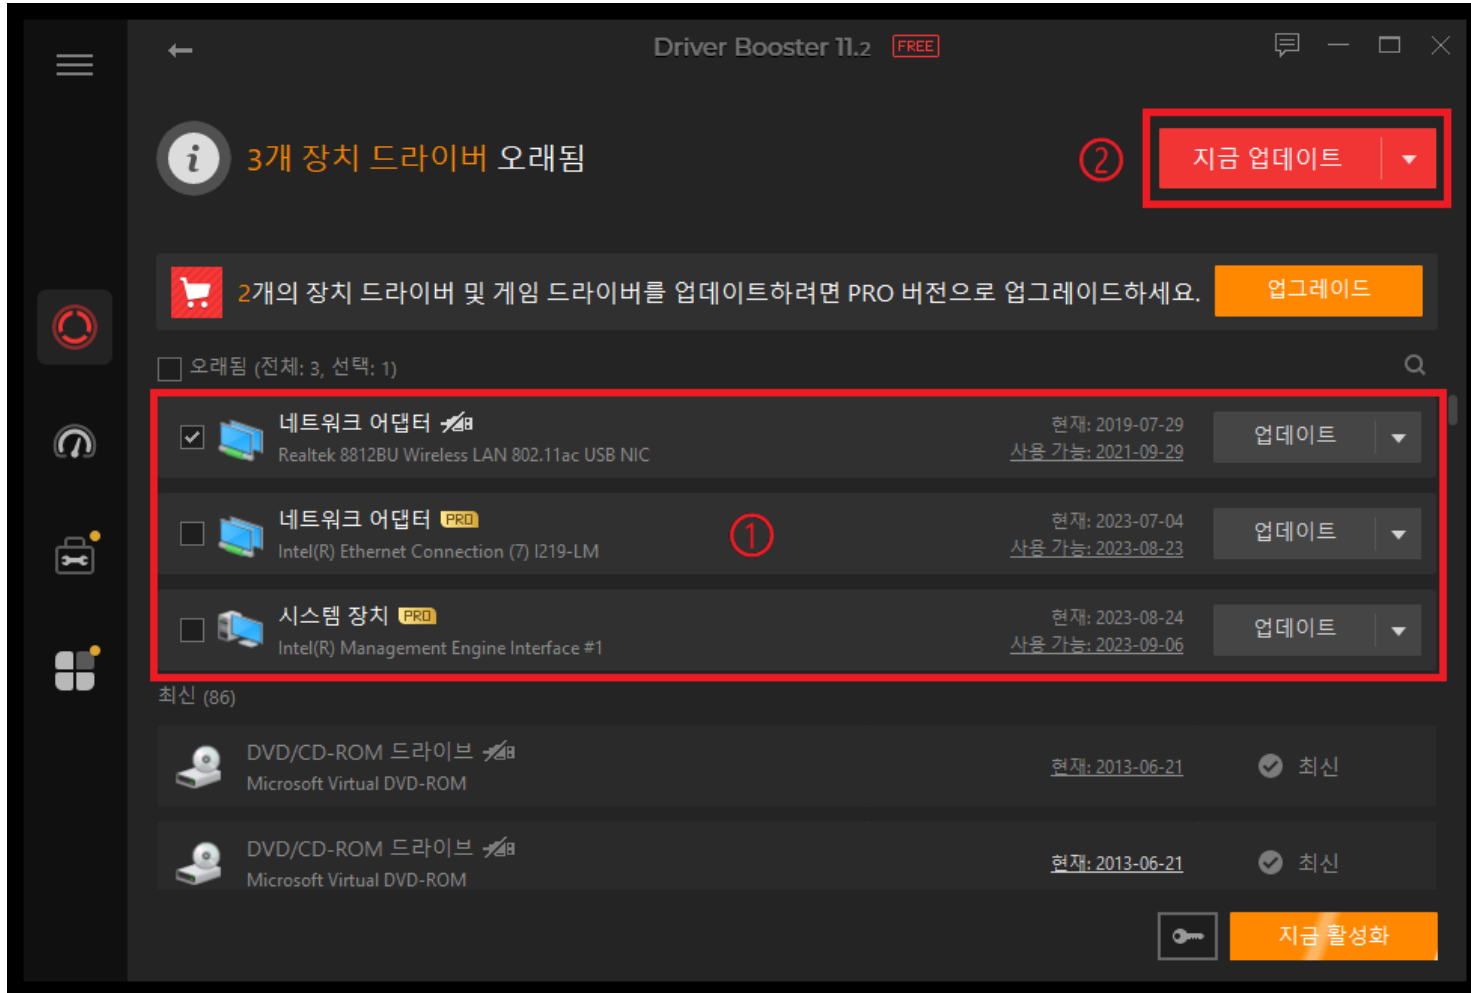 Driver Booster 11.2 FREE
3개 장치 드라이버 오래됨
② 지금 업데이트
2개의 장치 드라이버 및 게임 드라이버를 업데이트하려면 PRO 버전으로 업그레이드하세요. 업그레이드
오래됨 (전체: 3, 선택: 1)
네트워크 어댑터
Realtek 8812BU Wireless LAN 802.11ac USB NIC
현재: 2019-07-29
사용 가능: 2021-09-29
업데이트
네트워크 어댑터 PRO
Intel(R) Ethernet Connection (7) I219-LM
①
현재: 2023-07-04
사용 가능: 2023-08-23
업데이트
시스템 장치 PRO
Intel(R) Management Engine Interface #1
현재: 2023-08-24
사용 가능: 2023-09-06
업데이트
최신 (86)
DVD/CD-ROM 드라이브
Microsoft Virtual DVD-ROM
현재: 2013-06-21
최신
DVD/CD-ROM 드라이브
Microsoft Virtual DVD-ROM
현재: 2013-06-21
최신
지금 활성화